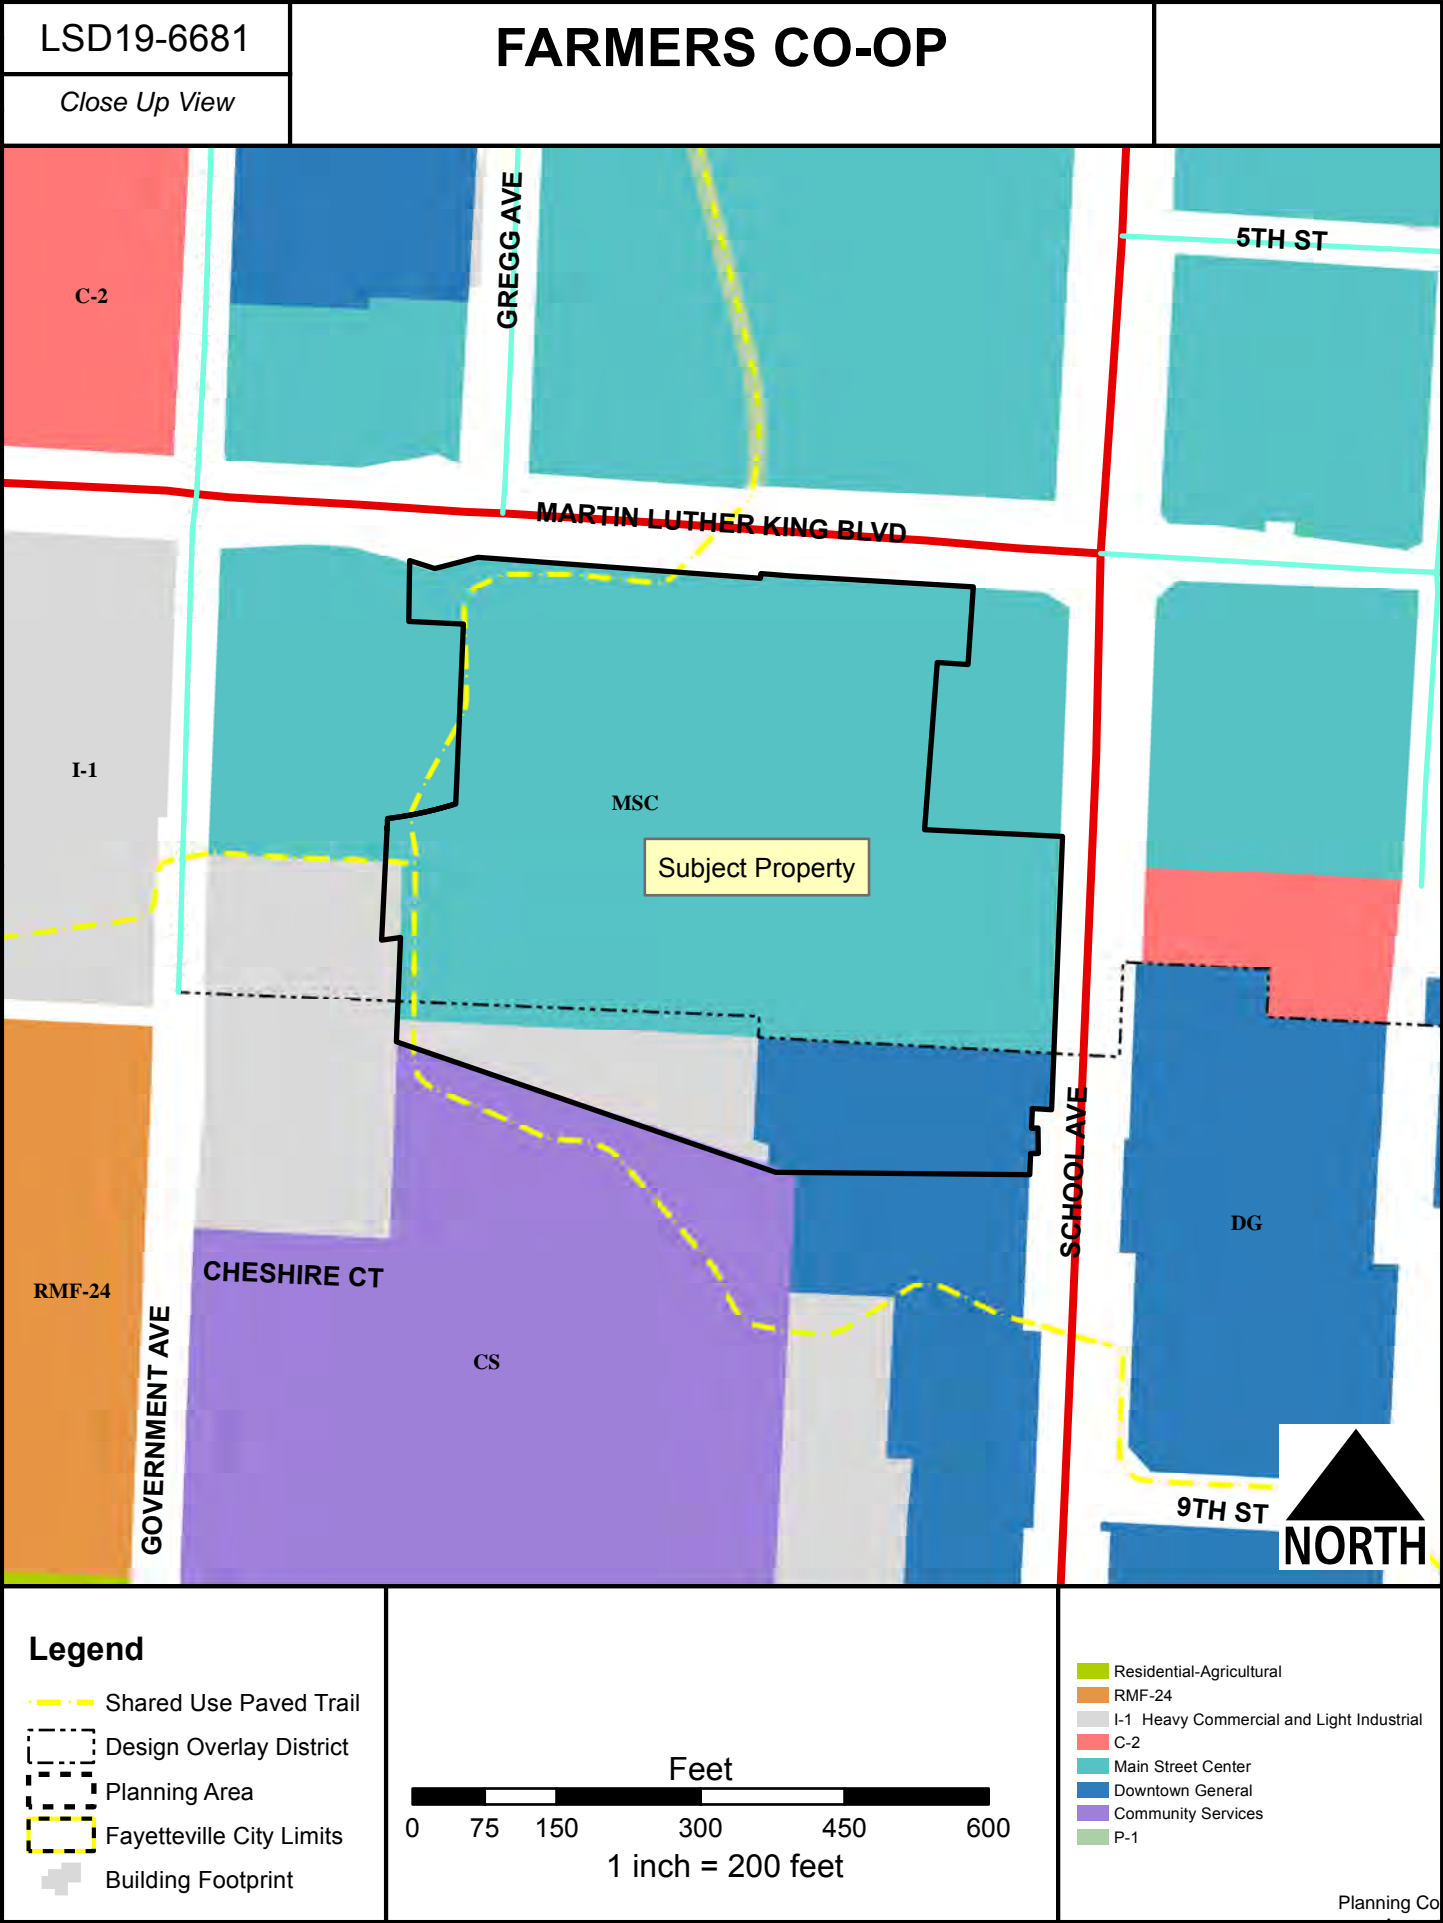 LSD19-6681
FARMERS CO-OP
Close Up View
GREGG AVE
5TH ST
C-2
MARTIN LUTHER KING BLVD
I-1
MSC
Subject Property
SCHOOL AVE
DG
CHESHIRE CT
RMF-24
GOVERNMENT AVE
CS
9TH ST
NORTH
Legend
Shared Use Paved Trail
Design Overlay District
Planning Area
Fayetteville City Limits
Building Footprint
Feet
0 75 150 300 450 600
1 inch = 200 feet
Residential-Agricultural
RMF-24
I-1 Heavy Commercial and Light Industrial
C-2
Main Street Center
Downtown General
Community Services
P-1
Planning Co